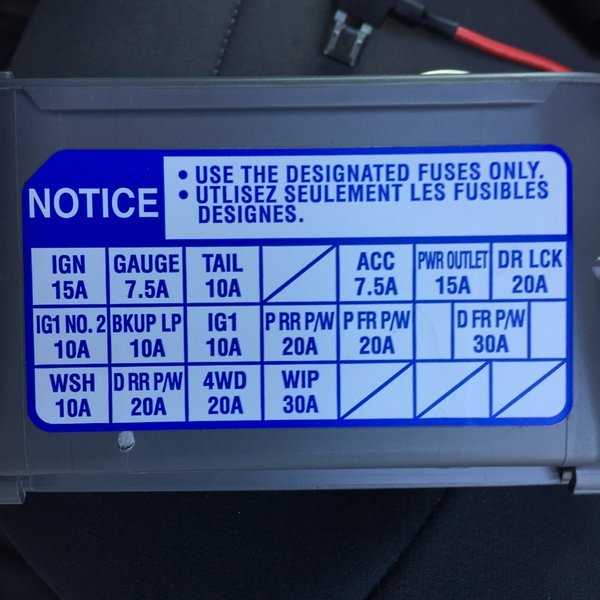 NOTICE
• USE THE DESIGNATED FUSES ONLY.
• UTLISEZ SEULEMENT LES FUSIBLES
DESIGNES.
IGN GAUGE TAIL ACC PWR OUTLET DR LCK
15A 7.5A 10A 7.5A 15A 20A
IG1 NO. 2 BKUP LP IG1 P RR P/W P FR P/W D FR P/W
10A 10A 10A 20A 20A 30A
WSH D RR P/W 4WD WIP
10A 20A 20A 30A